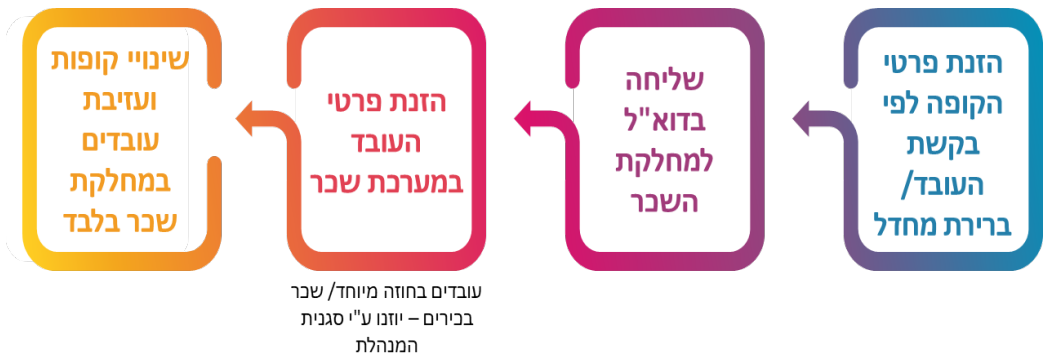 הזנת פרטי
הקופה לפי
בקשת
העובד/
ברירת מחדל
שליחה
בדוא"ל
למחלקת
השכר
הזנת פרטי
העובד
במערכת שכר
עובדים בחוזה מיוחד/ שכר
בכירים – יוזנו ע"י סגנית
המנהלת
שינויי קופות
ועזיבת
עובדים
במחלקת
שכר בלבד